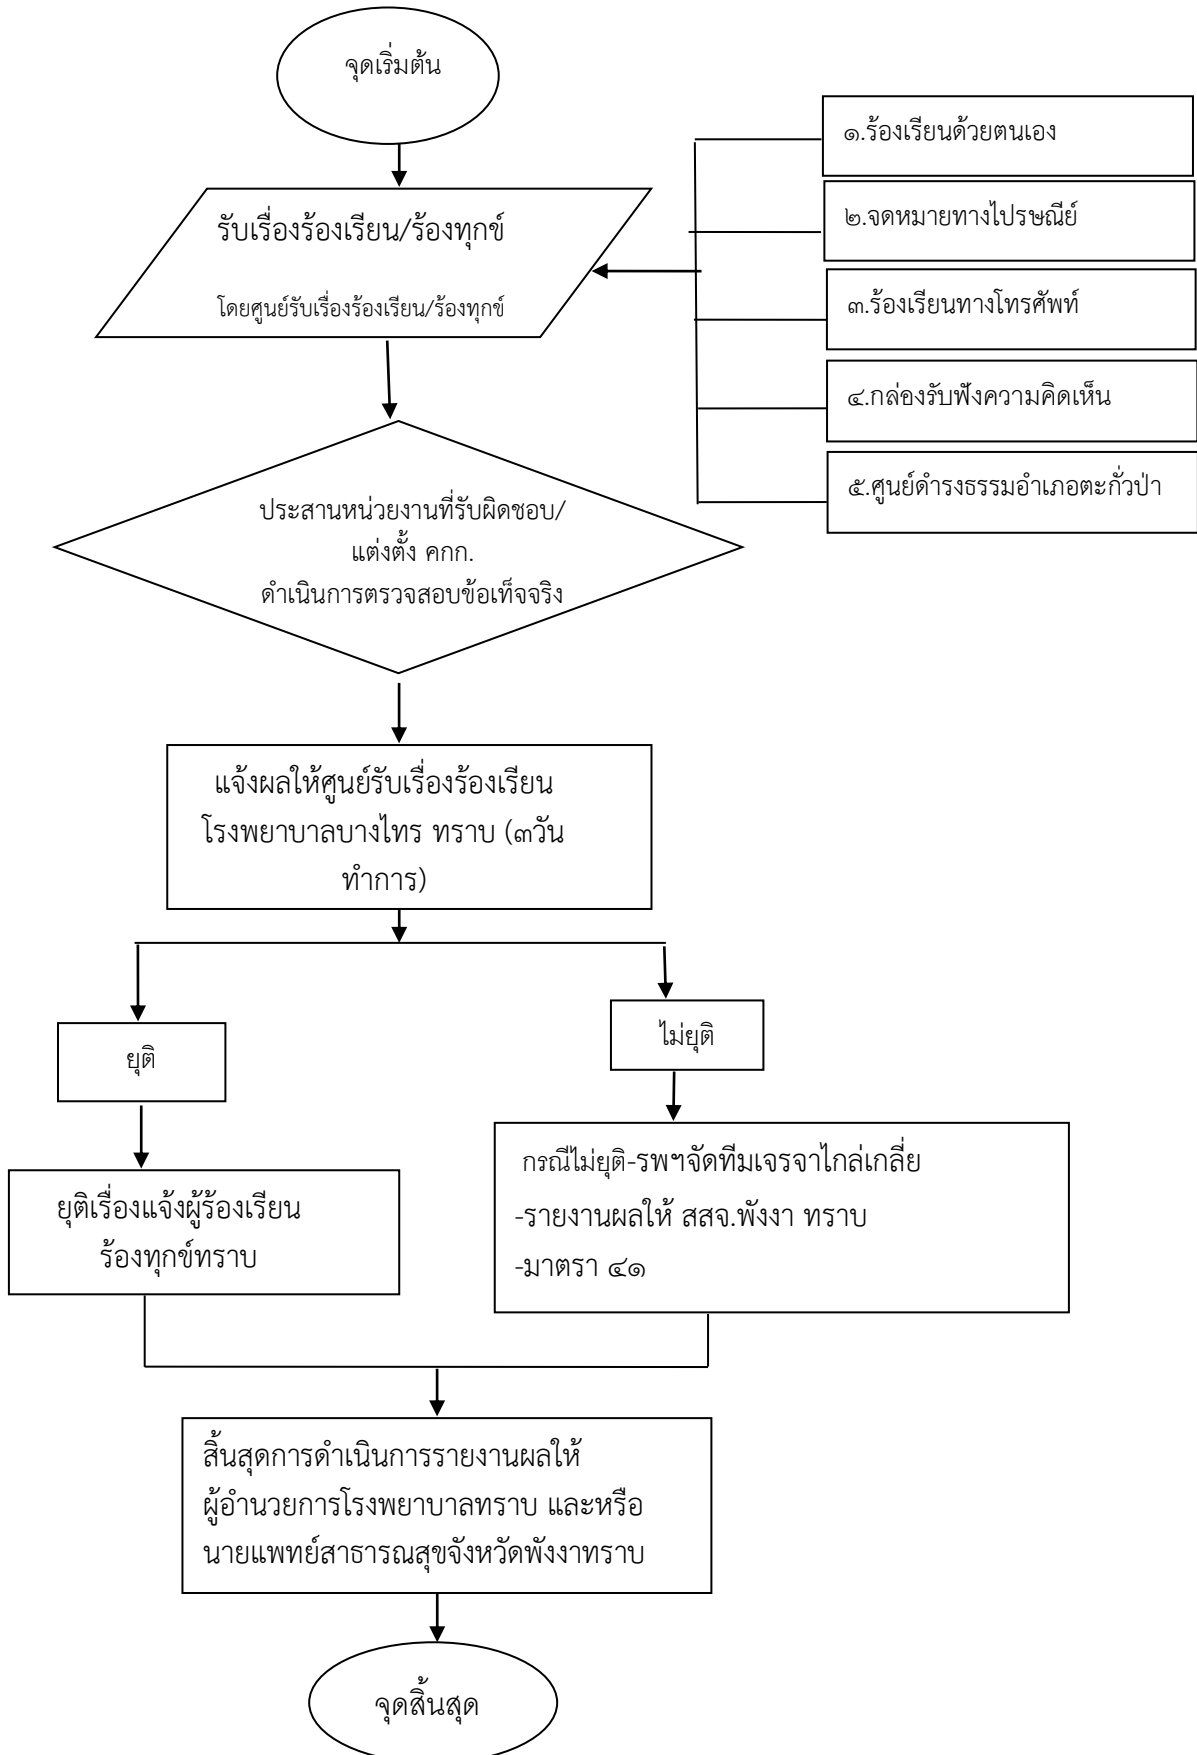 จุดเริ่มต้น
รับเรื่องร้องเรียน/ร้องทุกข์
โดยศูนย์รับเรื่องร้องเรียน/ร้องทุกข์
๑.ร้องเรียนด้วยตนเอง
๒.จดหมายทางไปรษณีย์
๓.ร้องเรียนทางโทรศัพท์
๔.กล่องรับฟังความคิดเห็น
๕.ศูนย์ดำรงธรรมอำเภอตะกั่วป่า
ประสานหน่วยงานที่รับผิดชอบ/
แต่งตั้ง คกก.
ดำเนินการตรวจสอบข้อเท็จจริง
แจ้งผลให้ศูนย์รับเรื่องร้องเรียน
โรงพยาบาลบางไทร ทราบ (๓วัน
ทำการ)
ยุติ
ไม่ยุติ
ยุติเรื่องแจ้งผู้ร้องเรียน
ร้องทุกข์ทราบ
กรณีไม่ยุติ-รพฯจัดทีมเจรจาไกล่เกลี่ย
-รายงานผลให้ สสจ.พังงา ทราบ
-มาตรา ๔๑
สิ้นสุดการดำเนินการรายงานผลให้
ผู้อำนวยการโรงพยาบาลทราบ และหรือ
นายแพทย์สาธารณสุขจังหวัดพังงาทราบ
จุดสิ้นสุด